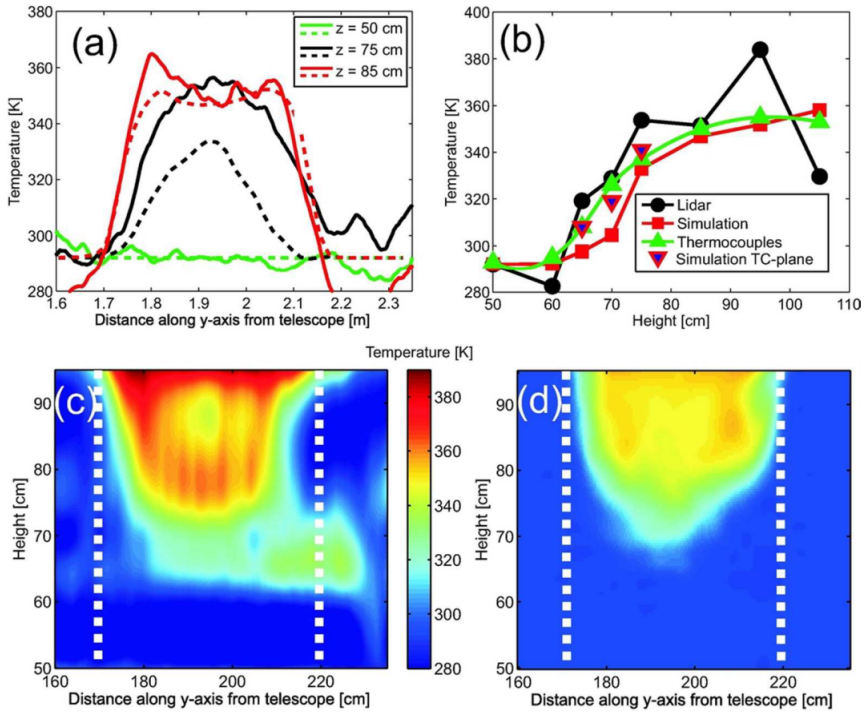 (a)
z = 50 cm
z = 75 cm
z = 85 cm
380
360
340
320
300
280
Temperature [K]
1.6 1.7 1.8 1.9 2 2.1 2.2 2.3
Distance along y-axis from telescope [m]
(b)
400
380
360
340
320
300
280
Temperature [K]
Lidar
Simulation
Thermocouples
Simulation TC-plane
50 60 70 80 90 100 110
Height [cm]
Temperature [K]
(c)
90
80
70
60
50
Height [cm]
160 180 200 220
Distance along y-axis from telescope [cm]
380
360
340
320
300
280
(d)
90
80
70
60
50
Height [cm]
160 180 200 220
Distance along y-axis from telescope [cm]